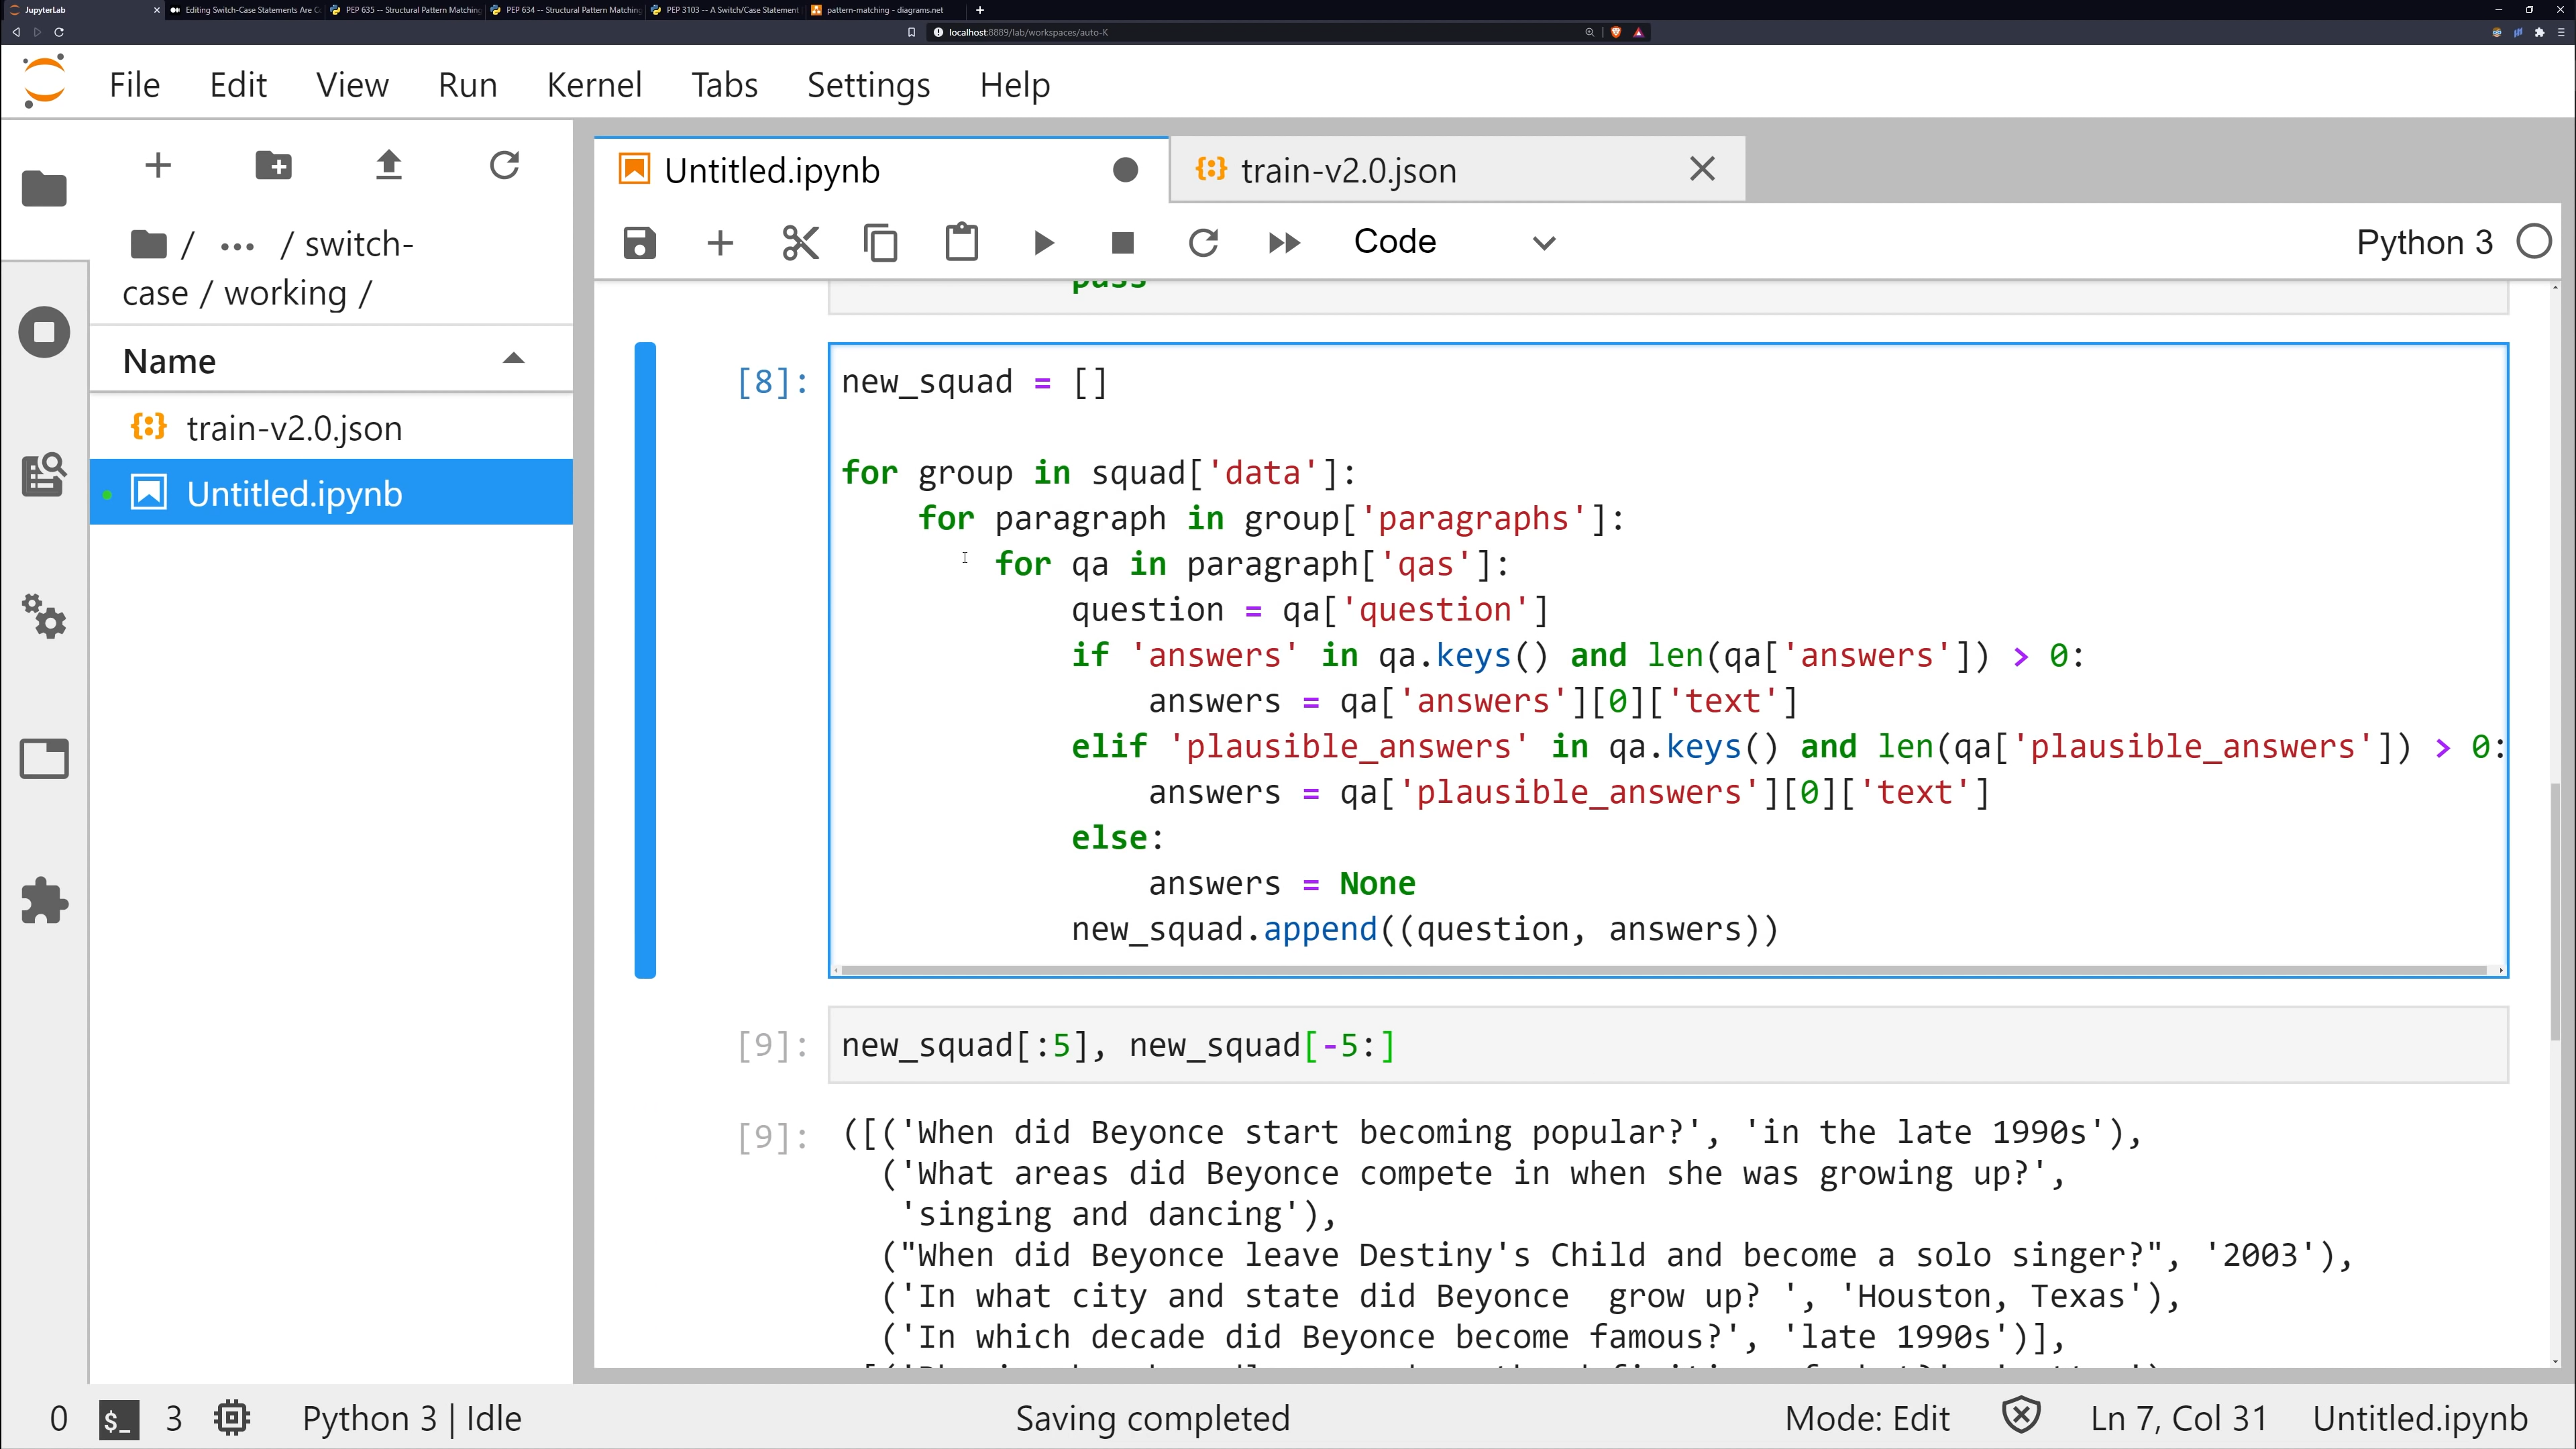 JupyterLab
Editing Switch-Case Statements Are C
PEP 635 -- Structural Pattern Matching
PEP 634 -- Structural Pattern Matching
PEP 3103 -- A Switch/Case Statement
pattern-matching - diagrams.net
localhost:8889/lab/workspaces/auto-K
File Edit View Run Kernel Tabs Settings Help
/ ... / switch-
case / working /
Name
train-v2.0.json
Untitled.ipynb
Untitled.ipynb
train-v2.0.json
Code
Python 3
pass
[8]: new_squad = []
for group in squad['data']:
for paragraph in group['paragraphs']:
for qa in paragraph['qas']:
question = qa['question']
if 'answers' in qa.keys() and len(qa['answers']) > 0:
answers = qa['answers'][0]['text']
elif 'plausible_answers' in qa.keys() and len(qa['plausible_answers']) > 0:
answers = qa['plausible_answers'][0]['text']
else:
answers = None
new_squad.append((question, answers))
[9]: new_squad[:5], new_squad[-5:]
[9]: ([('When did Beyonce start becoming popular?', 'in the late 1990s'),
('What areas did Beyonce compete in when she was growing up?',
'singing and dancing'),
("When did Beyonce leave Destiny's Child and become a solo singer?", '2003'),
('In what city and state did Beyonce  grow up? ', 'Houston, Texas'),
('In which decade did Beyonce become famous?', 'late 1990s')],
0 $_ 3 Python 3 | Idle Saving completed Mode: Edit Ln 7, Col 31 Untitled.ipynb